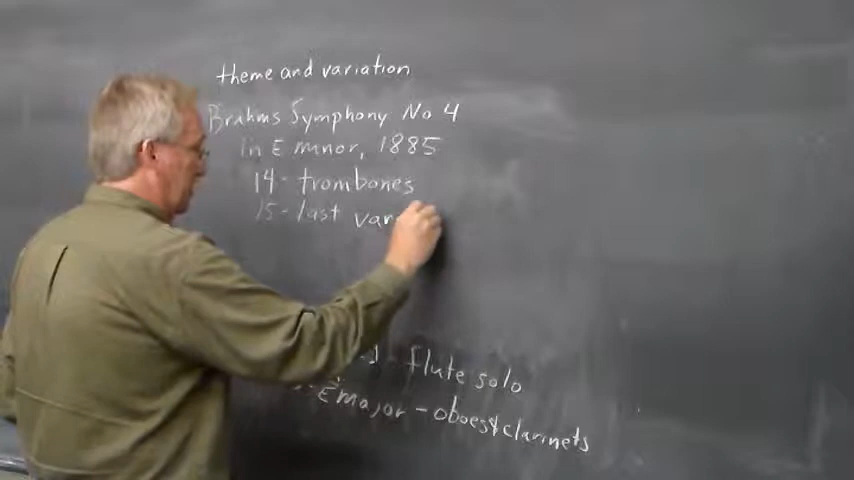 theme and variation
Brahms Symphony No 4
in E minor, 1885
14- trombones
15- last var
- flute solo
E major - oboes & clarinets